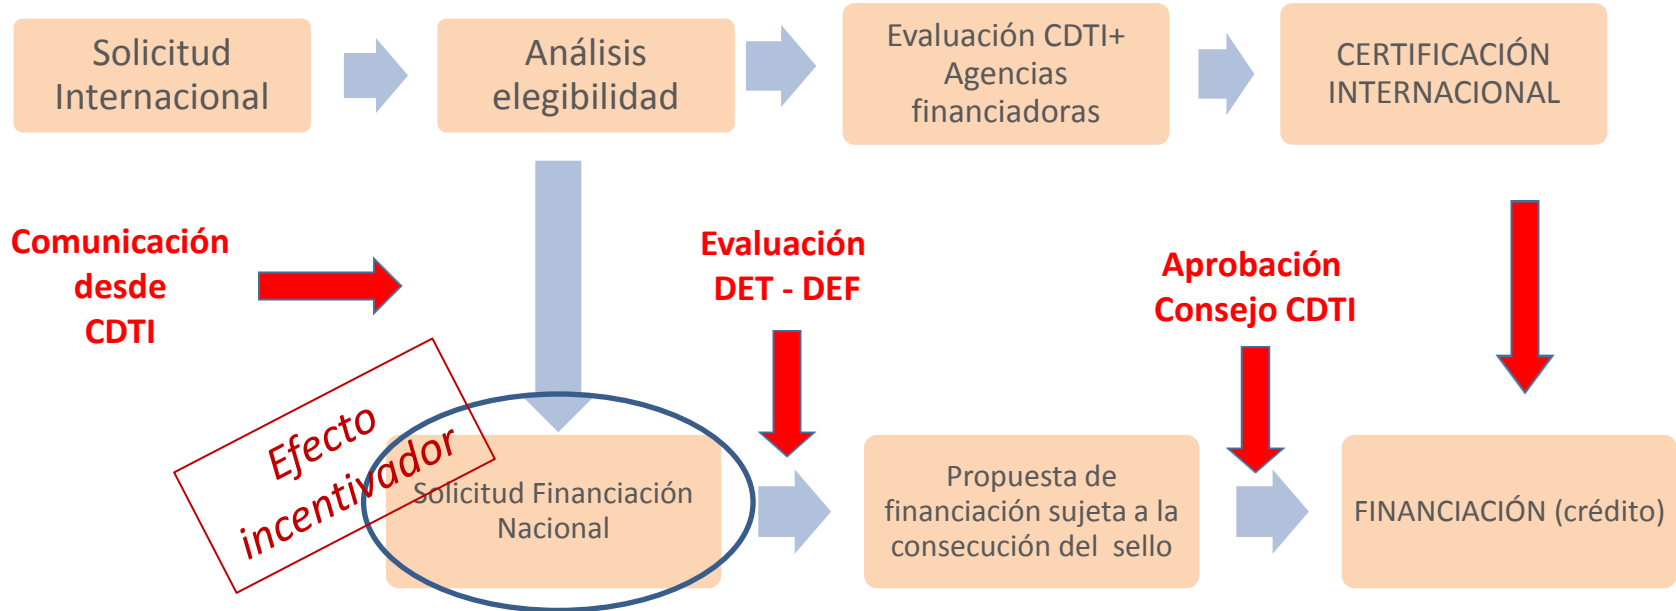 Solicitud
Internacional
Análisis
elegibilidad
Evaluación CDTI+
Agencias
financiadoras
CERTIFICACIÓN
INTERNACIONAL
Comunicación
desde
CDTI
Evaluación
DET - DEF
Aprobación
Consejo CDTI
Efecto
incentivador
Solicitud Financiación
Nacional
Propuesta de
financiación sujeta a la
consecución del sello
FINANCIACIÓN (crédito)